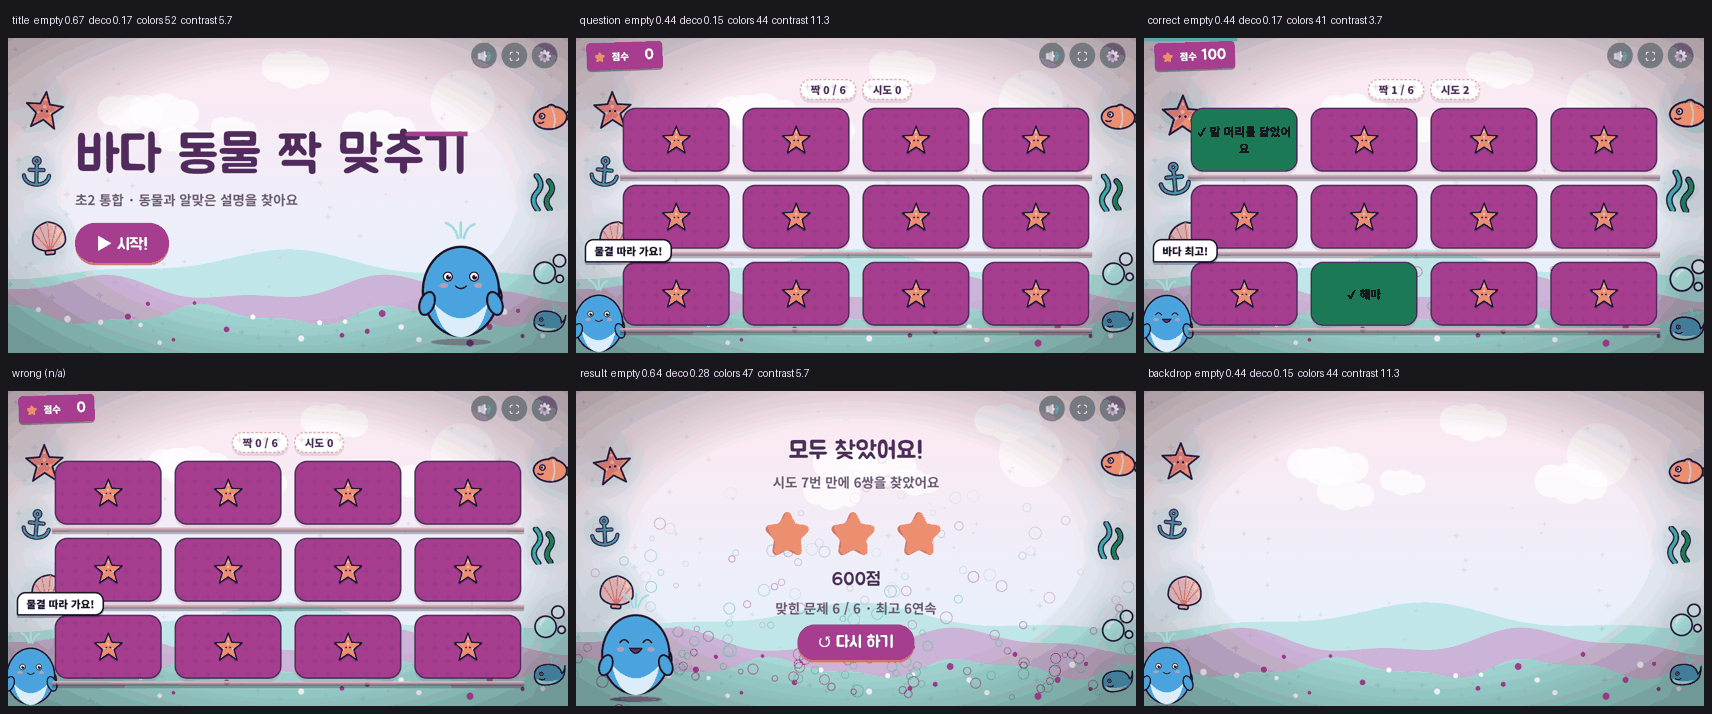 title empty 0.67 deco 0.17 colors 52 contrast 5.7
바다 동물 짝 맞추기
초2 통합 · 동물과 알맞은 설명을 찾아요
▶ 시작!
question empty 0.44 deco 0.15 colors 44 contrast 11.3
점수 0
짝 0 / 6 시도 0
물결 따라 가요!
correct empty 0.44 deco 0.17 colors 41 contrast 3.7
점수 100
짝 1 / 6 시도 2
✓ 말 머리를 닮았어
요
바다 최고!
✓ 해마
wrong (n/a)
점수 0
짝 0 / 6 시도 0
물결 따라 가요!
result empty 0.64 deco 0.28 colors 47 contrast 5.7
모두 찾았어요!
시도 7번 만에 6쌍을 찾았어요
600점
맞힌 문제 6 / 6 · 최고 6연속
↺ 다시 하기
backdrop empty 0.44 deco 0.15 colors 44 contrast 11.3